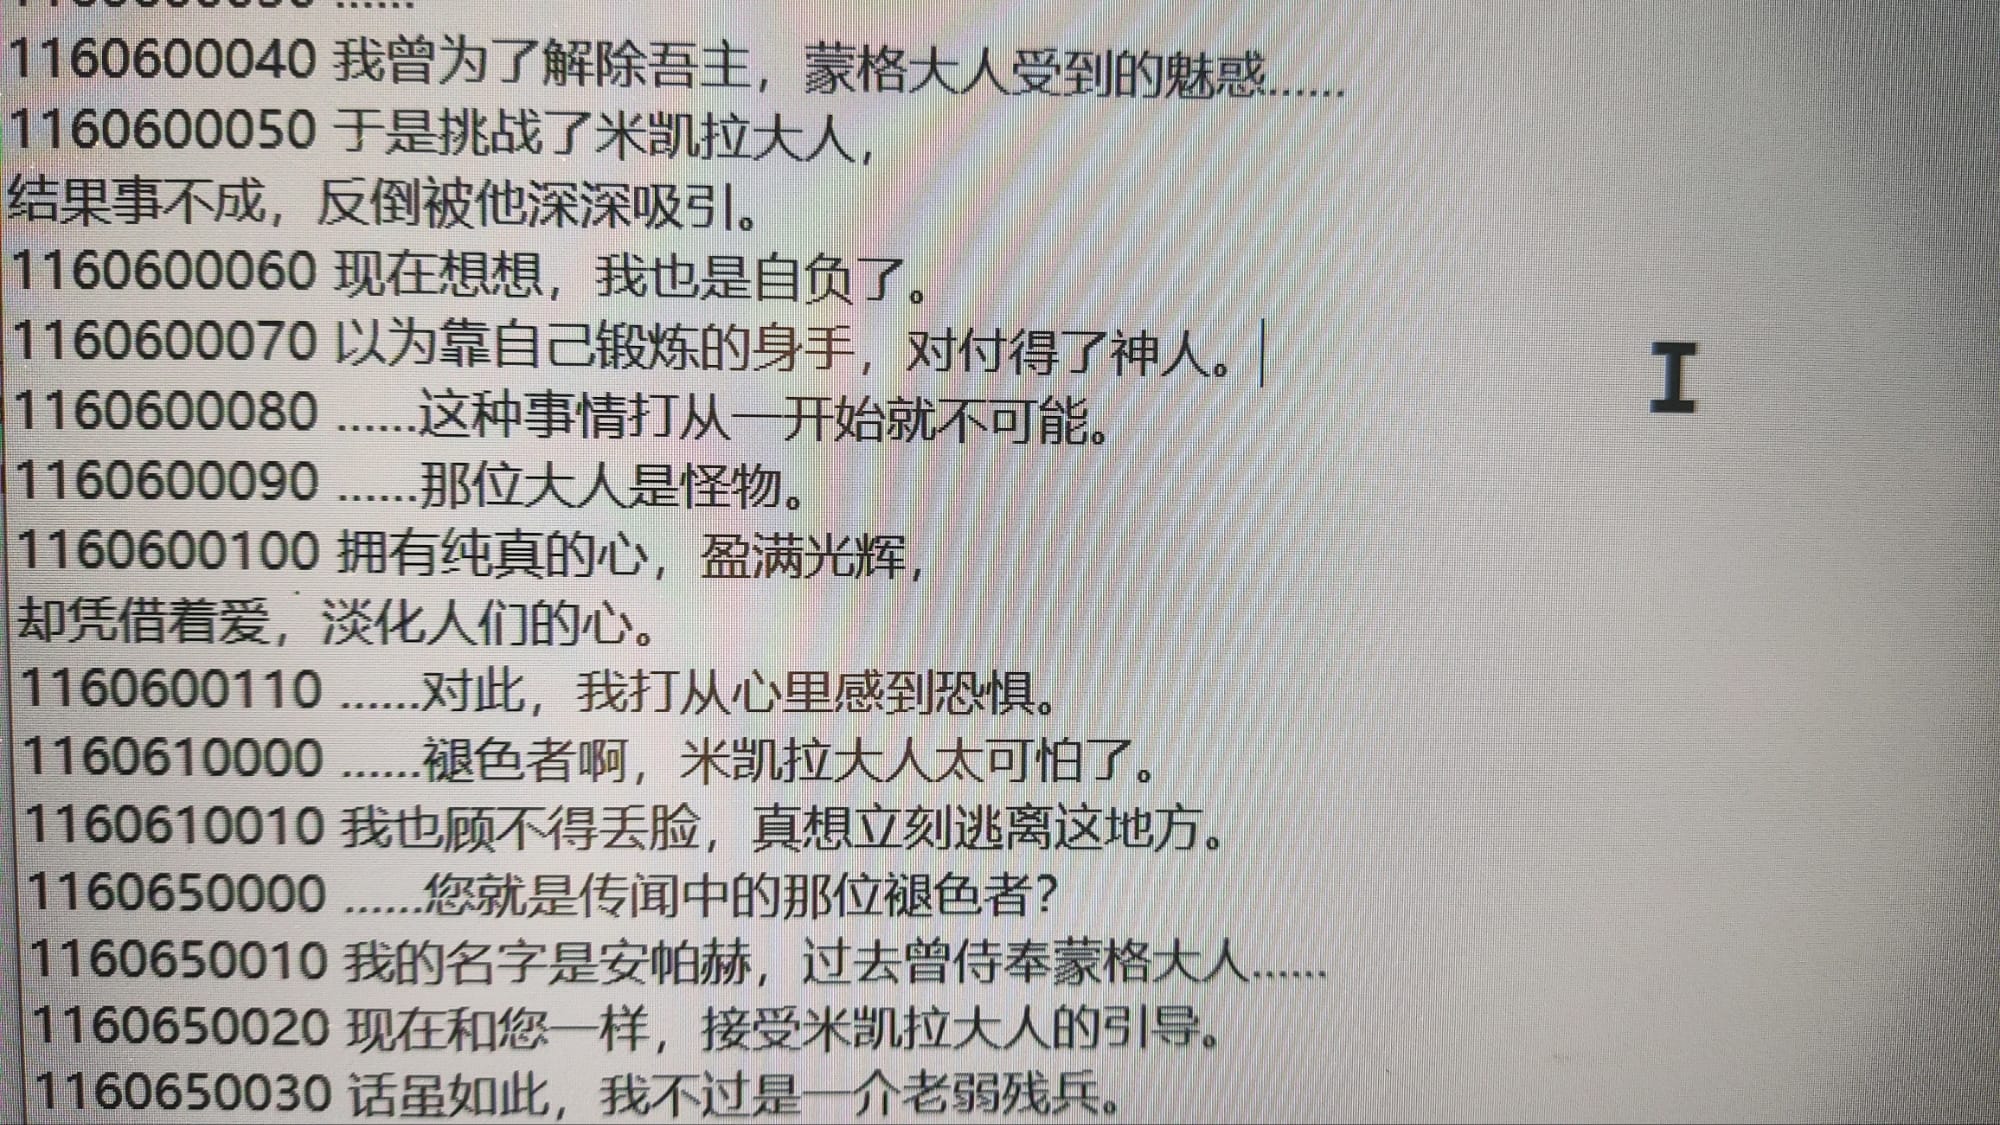 1160600040 我曾为了解除吾主，蒙格大人受到的魅惑......
1160600050 于是挑战了米凯拉大人，
结果事不成，反倒被他深深吸引。
1160600060 现在想想，我也是自负了。
1160600070 以为靠自己锻炼的身手，对付得了神人。
1160600080 ......这种事情打从一开始就不可能。
1160600090 ......那位大人是怪物。
1160600100 拥有纯真的心，盈满光辉，
却凭借着爱，淡化人们的心。
1160600110 ......对此，我打从心里感到恐惧。
1160610000 ......褪色者啊，米凯拉大人太可怕了。
1160610010 我也顾不得丢脸，真想立刻逃离这地方。
1160650000 ......您就是传闻中的那位褪色者？
1160650010 我的名字是安帕赫，过去曾侍奉蒙格大人......
1160650020 现在和您一样，接受米凯拉大人的引导。
1160650030 话虽如此，我不过是一介老弱残兵。